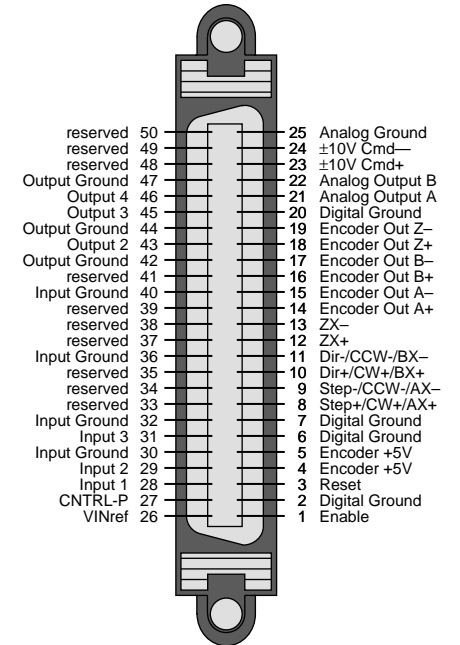 reserved 50 25 Analog Ground
reserved 49 24 ±10V Cmd—
reserved 48 23 ±10V Cmd+
Output Ground 47 22 Analog Output B
Output 4 46 21 Analog Output A
Output 3 45 20 Digital Ground
Output Ground 44 19 Encoder Out Z–
Output 2 43 18 Encoder Out Z+
Output Ground 42 17 Encoder Out B–
reserved 41 16 Encoder Out B+
Input Ground 40 15 Encoder Out A–
reserved 39 14 Encoder Out A+
reserved 38 13 ZX–
reserved 37 12 ZX+
Input Ground 36 11 Dir-/CCW-/BX–
reserved 35 10 Dir+/CW+/BX+
reserved 34 9 Step-/CCW-/AX–
reserved 33 8 Step+/CW+/AX+
Input Ground 32 7 Digital Ground
Input 3 31 6 Digital Ground
Input Ground 30 5 Encoder +5V
Input 2 29 4 Encoder +5V
Input 1 28 3 Reset
CNTRL-P 27 2 Digital Ground
VINref 26 1 Enable